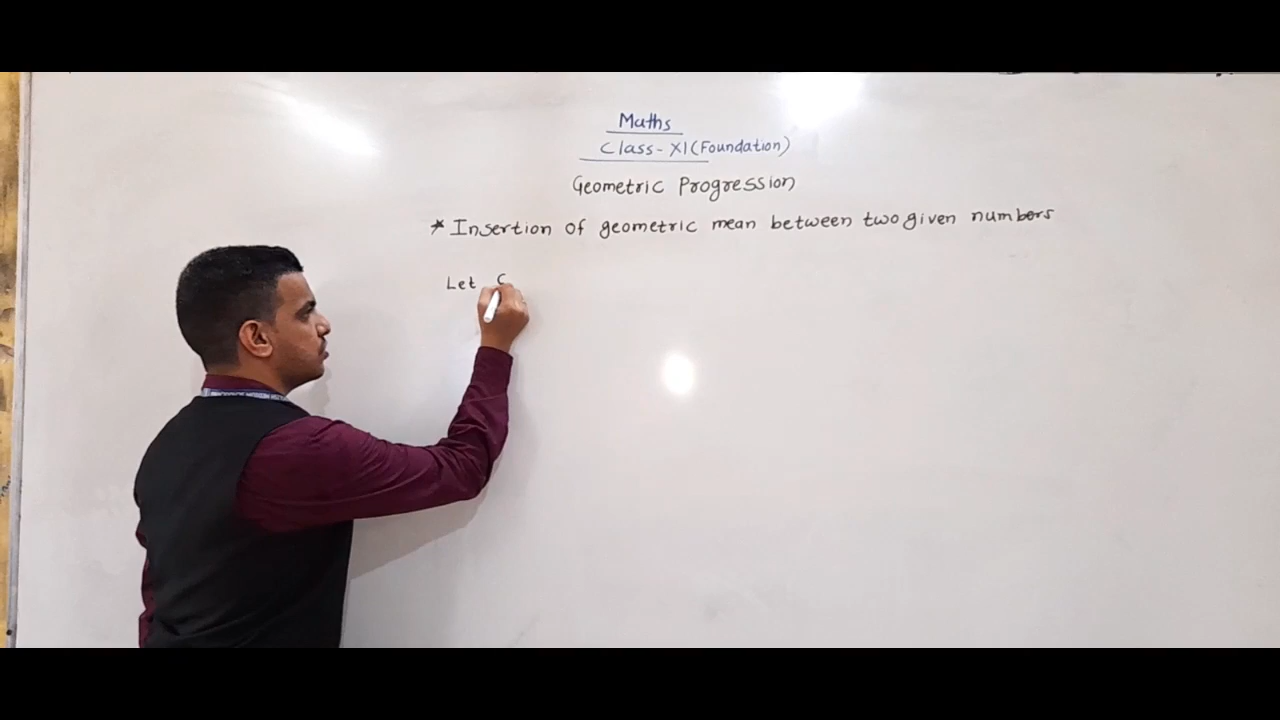 Maths
Class-XI (Foundation)
Geometric Progression
* Insertion of geometric mean between two given numbers
Let